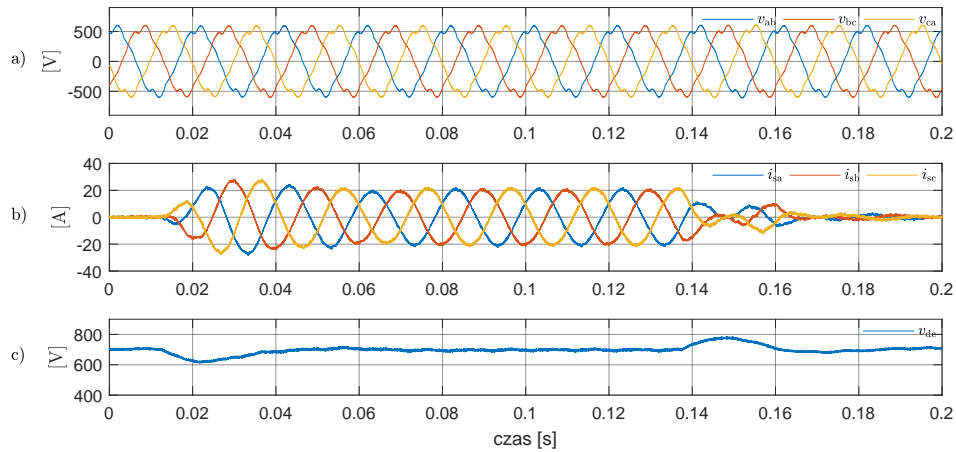 v_ab v_bc v_ca
500
a) [V] 0
-500
0 0.02 0.04 0.06 0.08 0.1 0.12 0.14 0.16 0.18 0.2
40
i_sa i_sb i_sc
20
b) [A] 0
-20
-40
0 0.02 0.04 0.06 0.08 0.1 0.12 0.14 0.16 0.18 0.2
v_dc
800
c) [V] 600
400
0 0.02 0.04 0.06 0.08 0.1 0.12 0.14 0.16 0.18 0.2
czas [s]